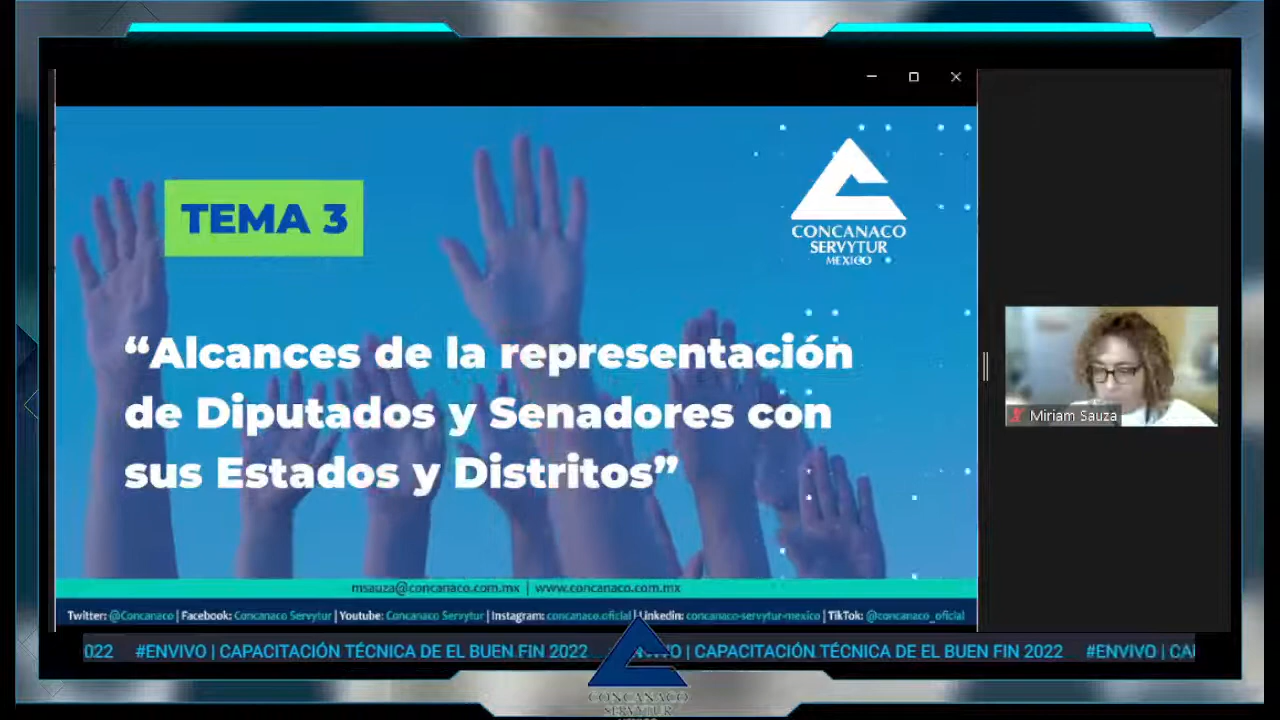 TEMA 3
CONCANACO
SERVYTUR
MEXICO
“Alcances de la representación
de Diputados y Senadores con
sus Estados y Distritos”
Miriam Sauza
msauza@concanaco.com.mx | www.concanaco.com.mx
Twitter: @Concanaco | Facebook: Concanaco Servytur | Youtube: Concanaco Servytur | Instagram: concanaco.oficial | Linkedin: concanaco-servytur-mexico | TikTok: @concanaco_oficial
022 #ENVIVO | CAPACITACIÓN TÉCNICA DE EL BUEN FIN 2022 | CAPACITACIÓN TÉCNICA DE EL BUEN FIN 2022 #ENVIVO |
CONCANACO
SERVYTUR